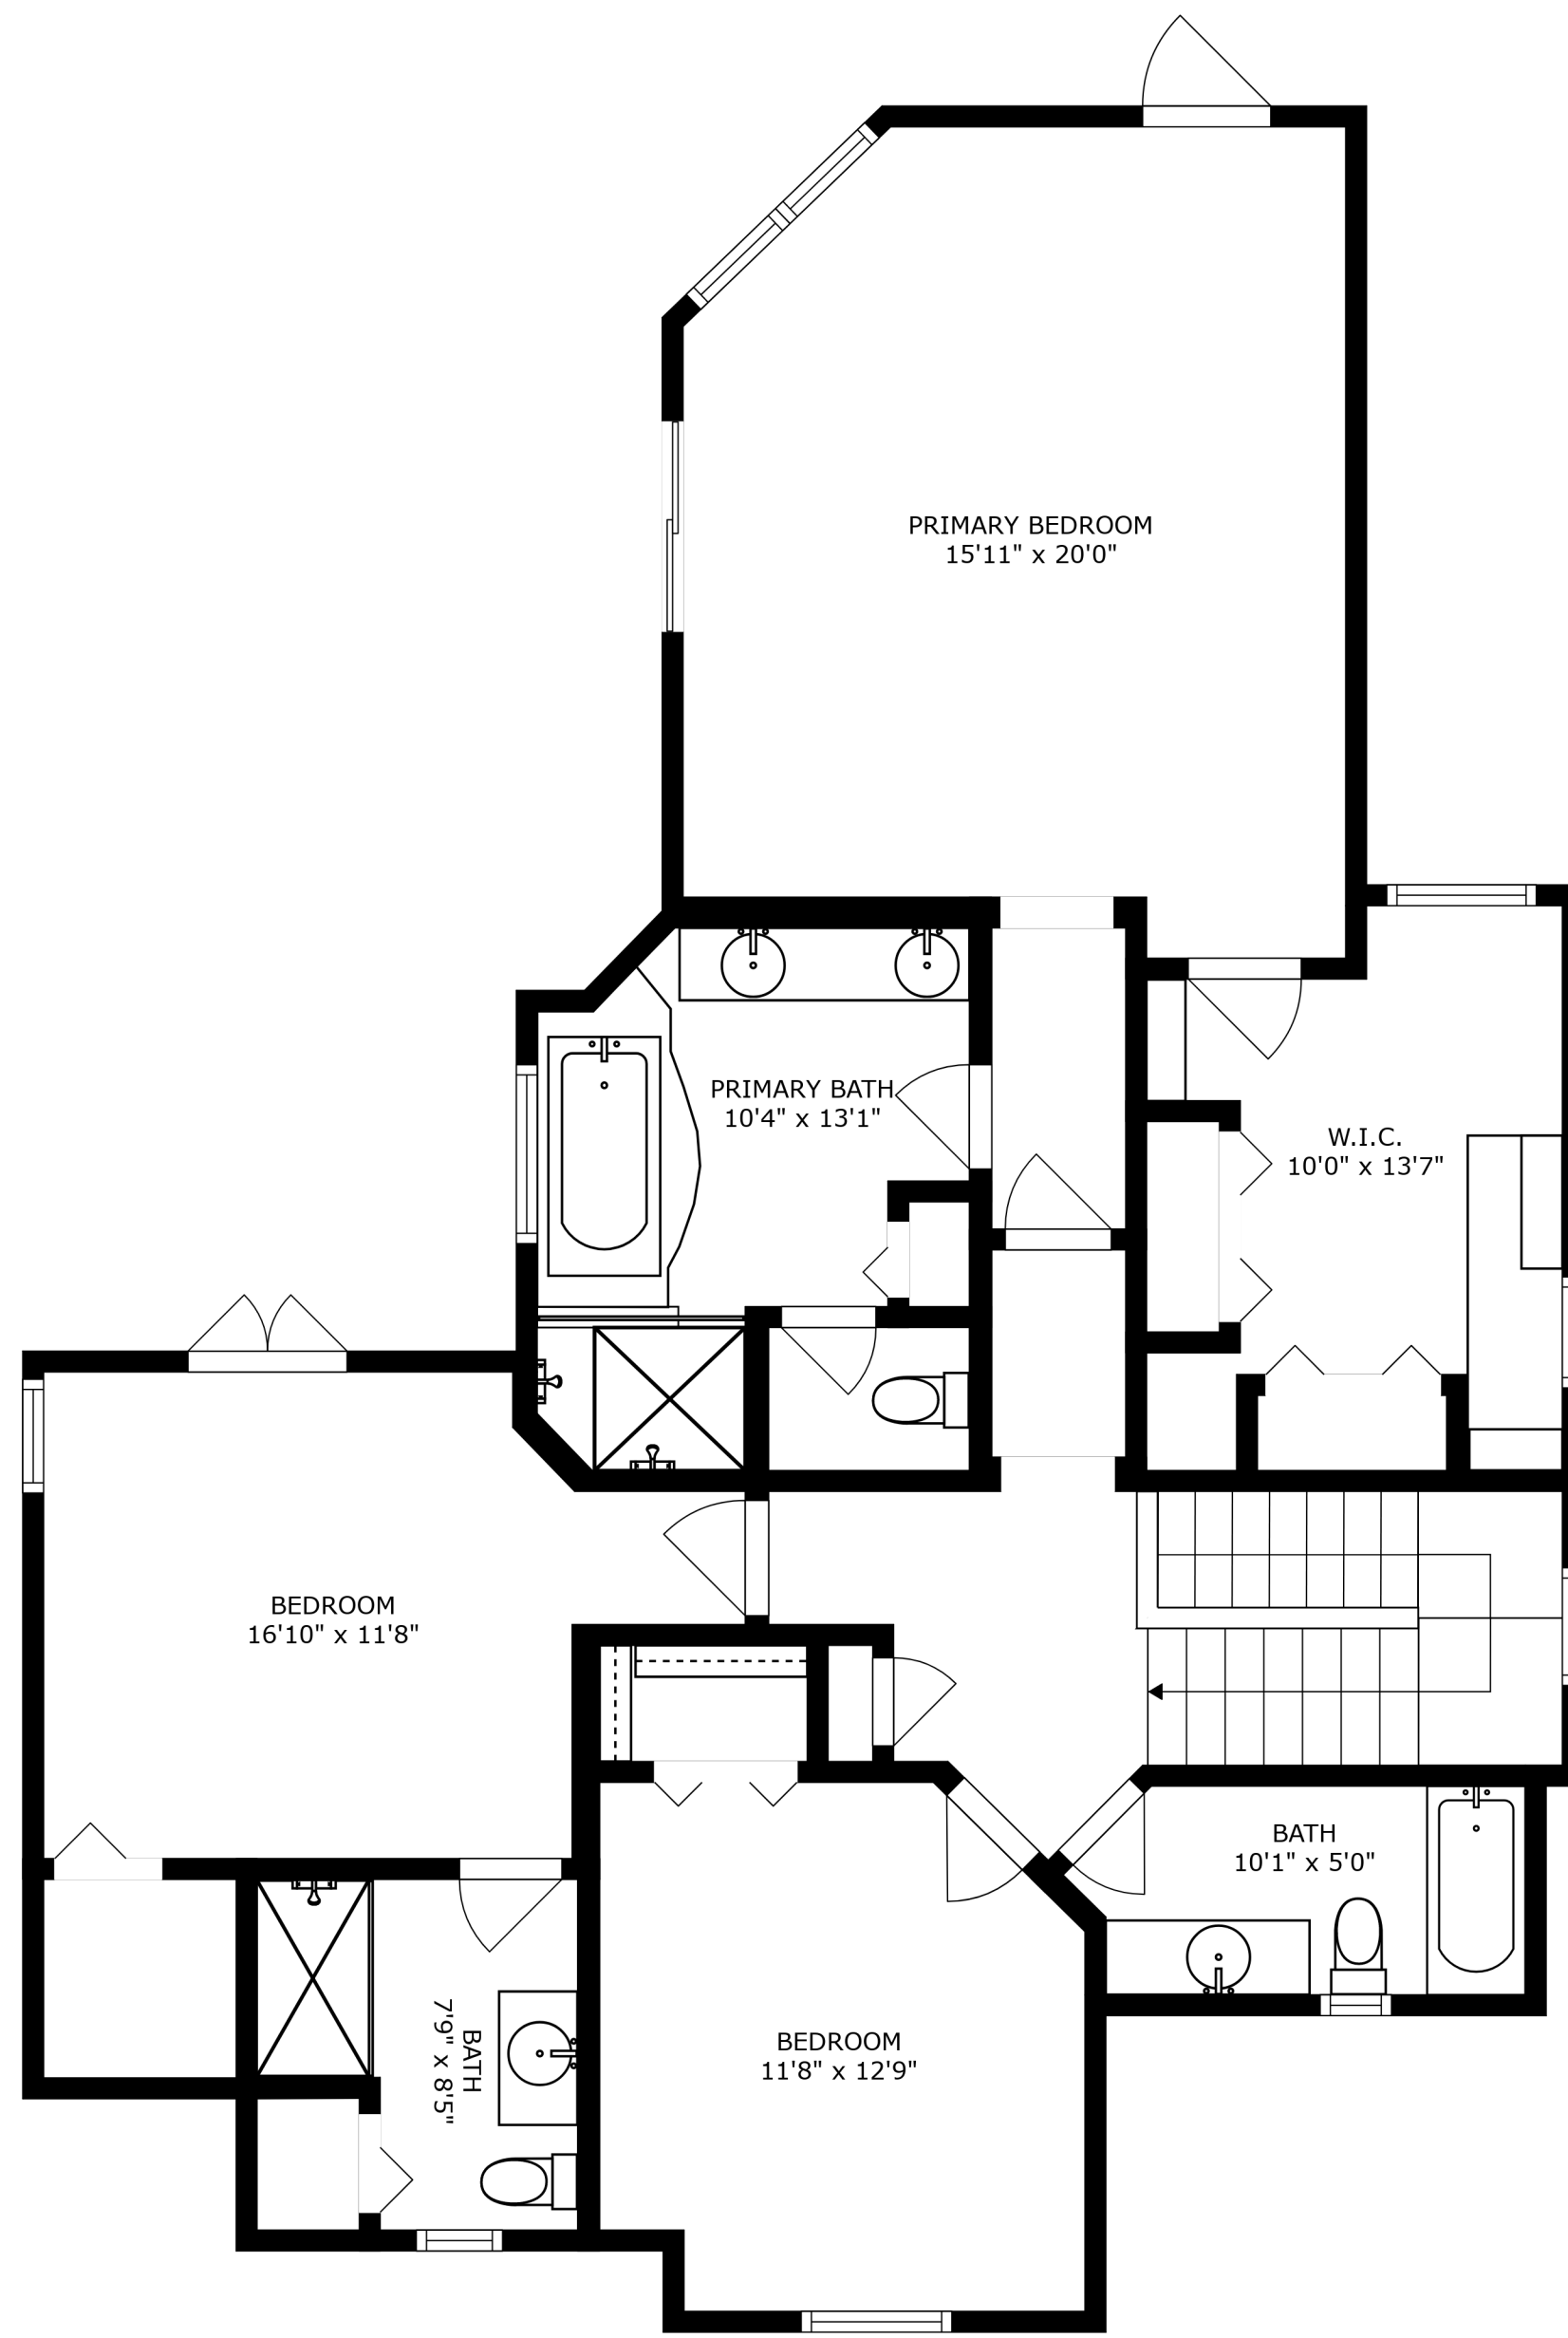 PRIMARY BEDROOM
15'11" x 20'0"
PRIMARY BATH
10'4" x 13'1"
W.I.C.
10'0" x 13'7"
BEDROOM
16'10" x 11'8"
BATH
10'1" x 5'0"
BATH
7'9" x 8'5"
BEDROOM
11'8" x 12'9"